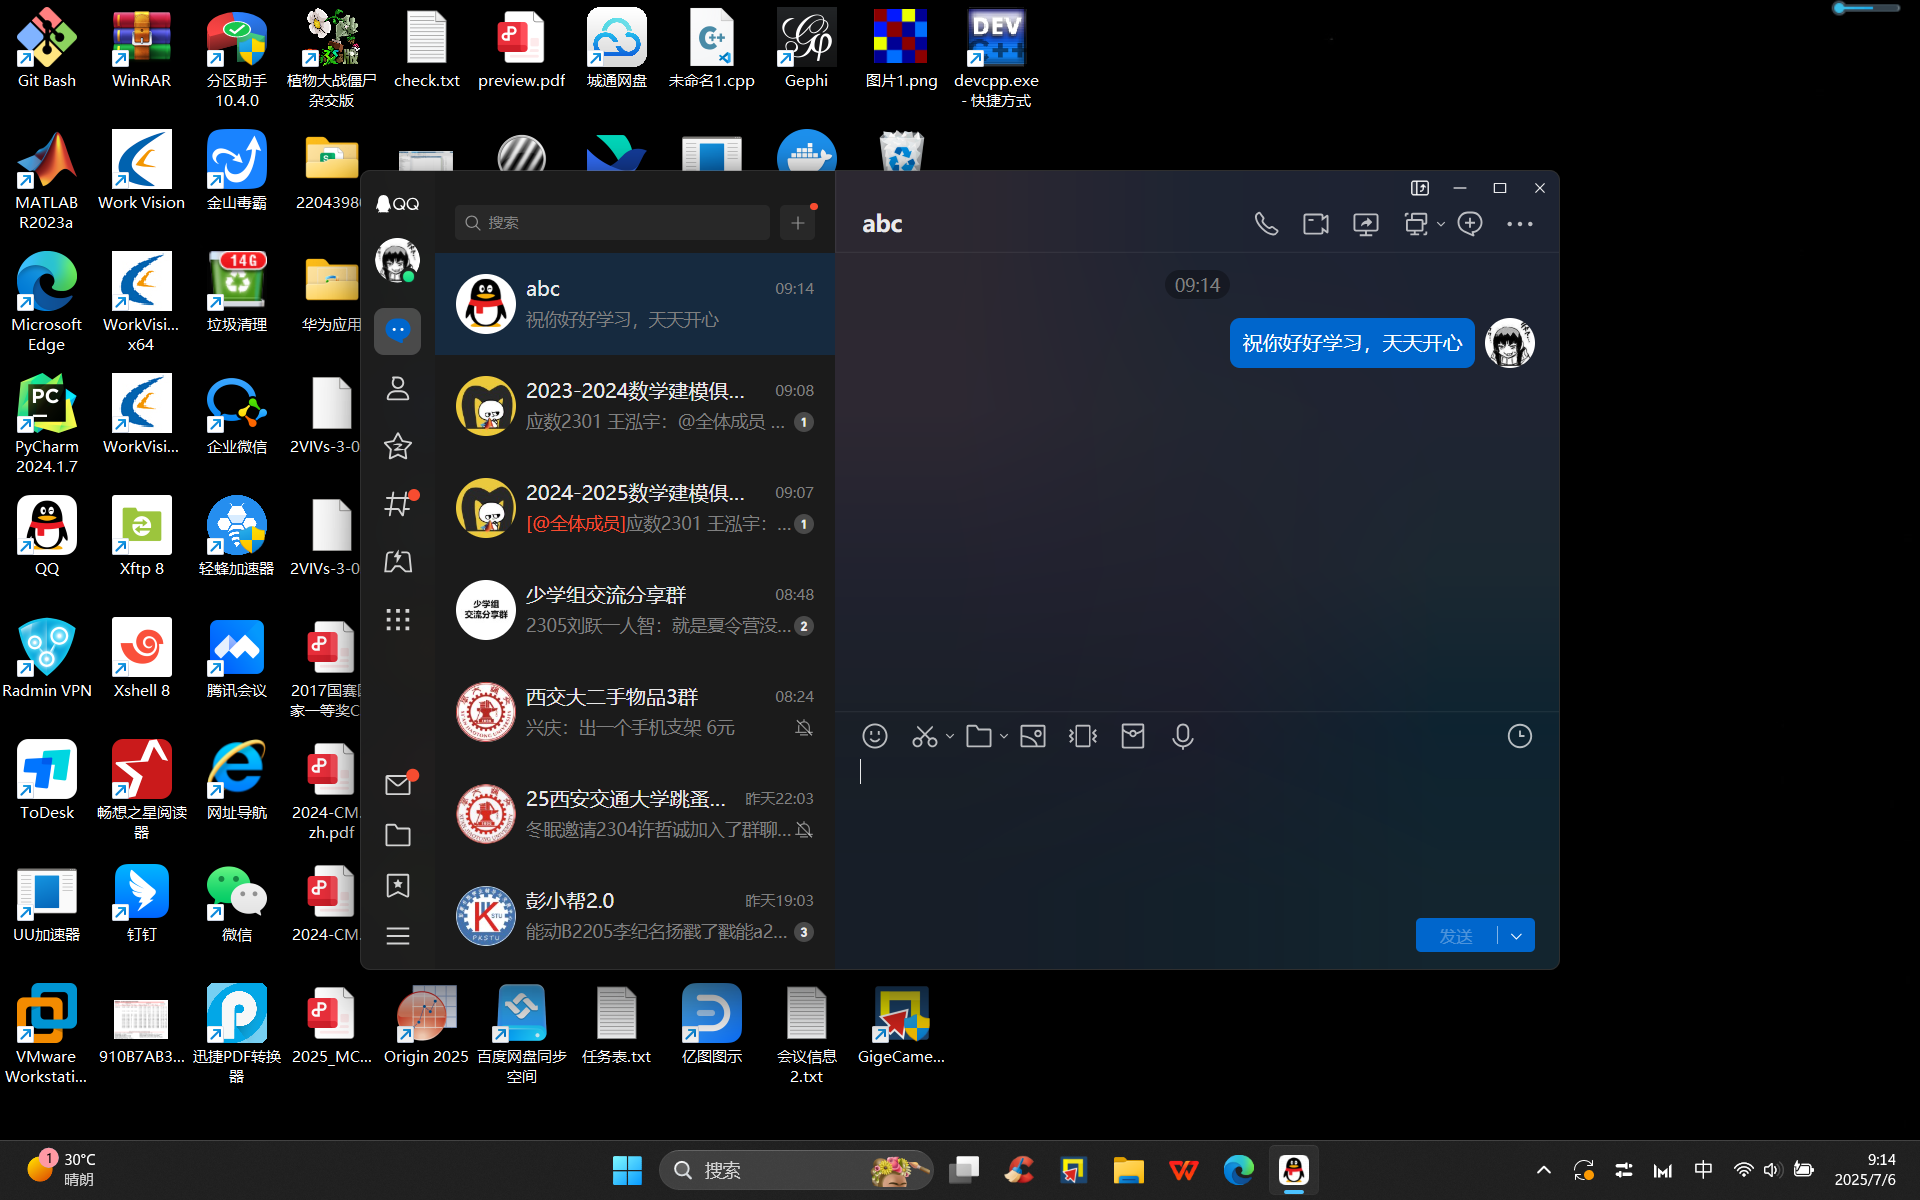 Git Bash
WinRAR
分区助手
10.4.0
植物大战僵尸
杂交版
check.txt
preview.pdf
城通网盘
未命名1.cpp
Gephi
图片1.png
DEV
devcpp.exe
- 快捷方式
MATLAB
R2023a
Work Vision
金山毒霸
2204398
Microsoft
Edge
WorkVisi...
x64
14G
垃圾清理
华为应用
PC
PyCharm
2024.1.7
WorkVisi...
企业微信
2VIVs-3-0
QQ
Xftp 8
轻蜂加速器
2VIVs-3-0
Radmin VPN
Xshell 8
腾讯会议
2017国赛
家一等奖C
ToDesk
畅想之星阅读
器
网址导航
2024-CM
zh.pdf
UU加速器
钉钉
微信
2024-CM
VMware
Workstati...
910B7AB3...
迅捷PDF转换
器
2025_MC...
Origin 2025
百度网盘同步
空间
任务表.txt
亿图图示
会议信息
2.txt
GigeCame...
QQ
搜索
abc
09:14
祝你好好学习，天天开心
2023-2024数学建模俱...
09:08
应数2301 王泓宇：@全体成员 ...
1
2024-2025数学建模俱...
09:07
[@全体成员]应数2301 王泓宇：...
1
少学组
交流分享群
少学组交流分享群
08:48
2305刘跃一人智：就是夏令营没...
2
西交大二手物品3群
08:24
兴庆：出一个手机支架 6元
25西安交通大学跳蚤...
昨天22:03
冬眠邀请2304许哲诚加入了群聊...
K
STU
PKSTU
彭小帮2.0
昨天19:03
能动B2205李纪名扬戳了戳能a2...
3
abc
09:14
祝你好好学习，天天开心
发送
1
30°C
晴朗
搜索
中
9:14
2025/7/6